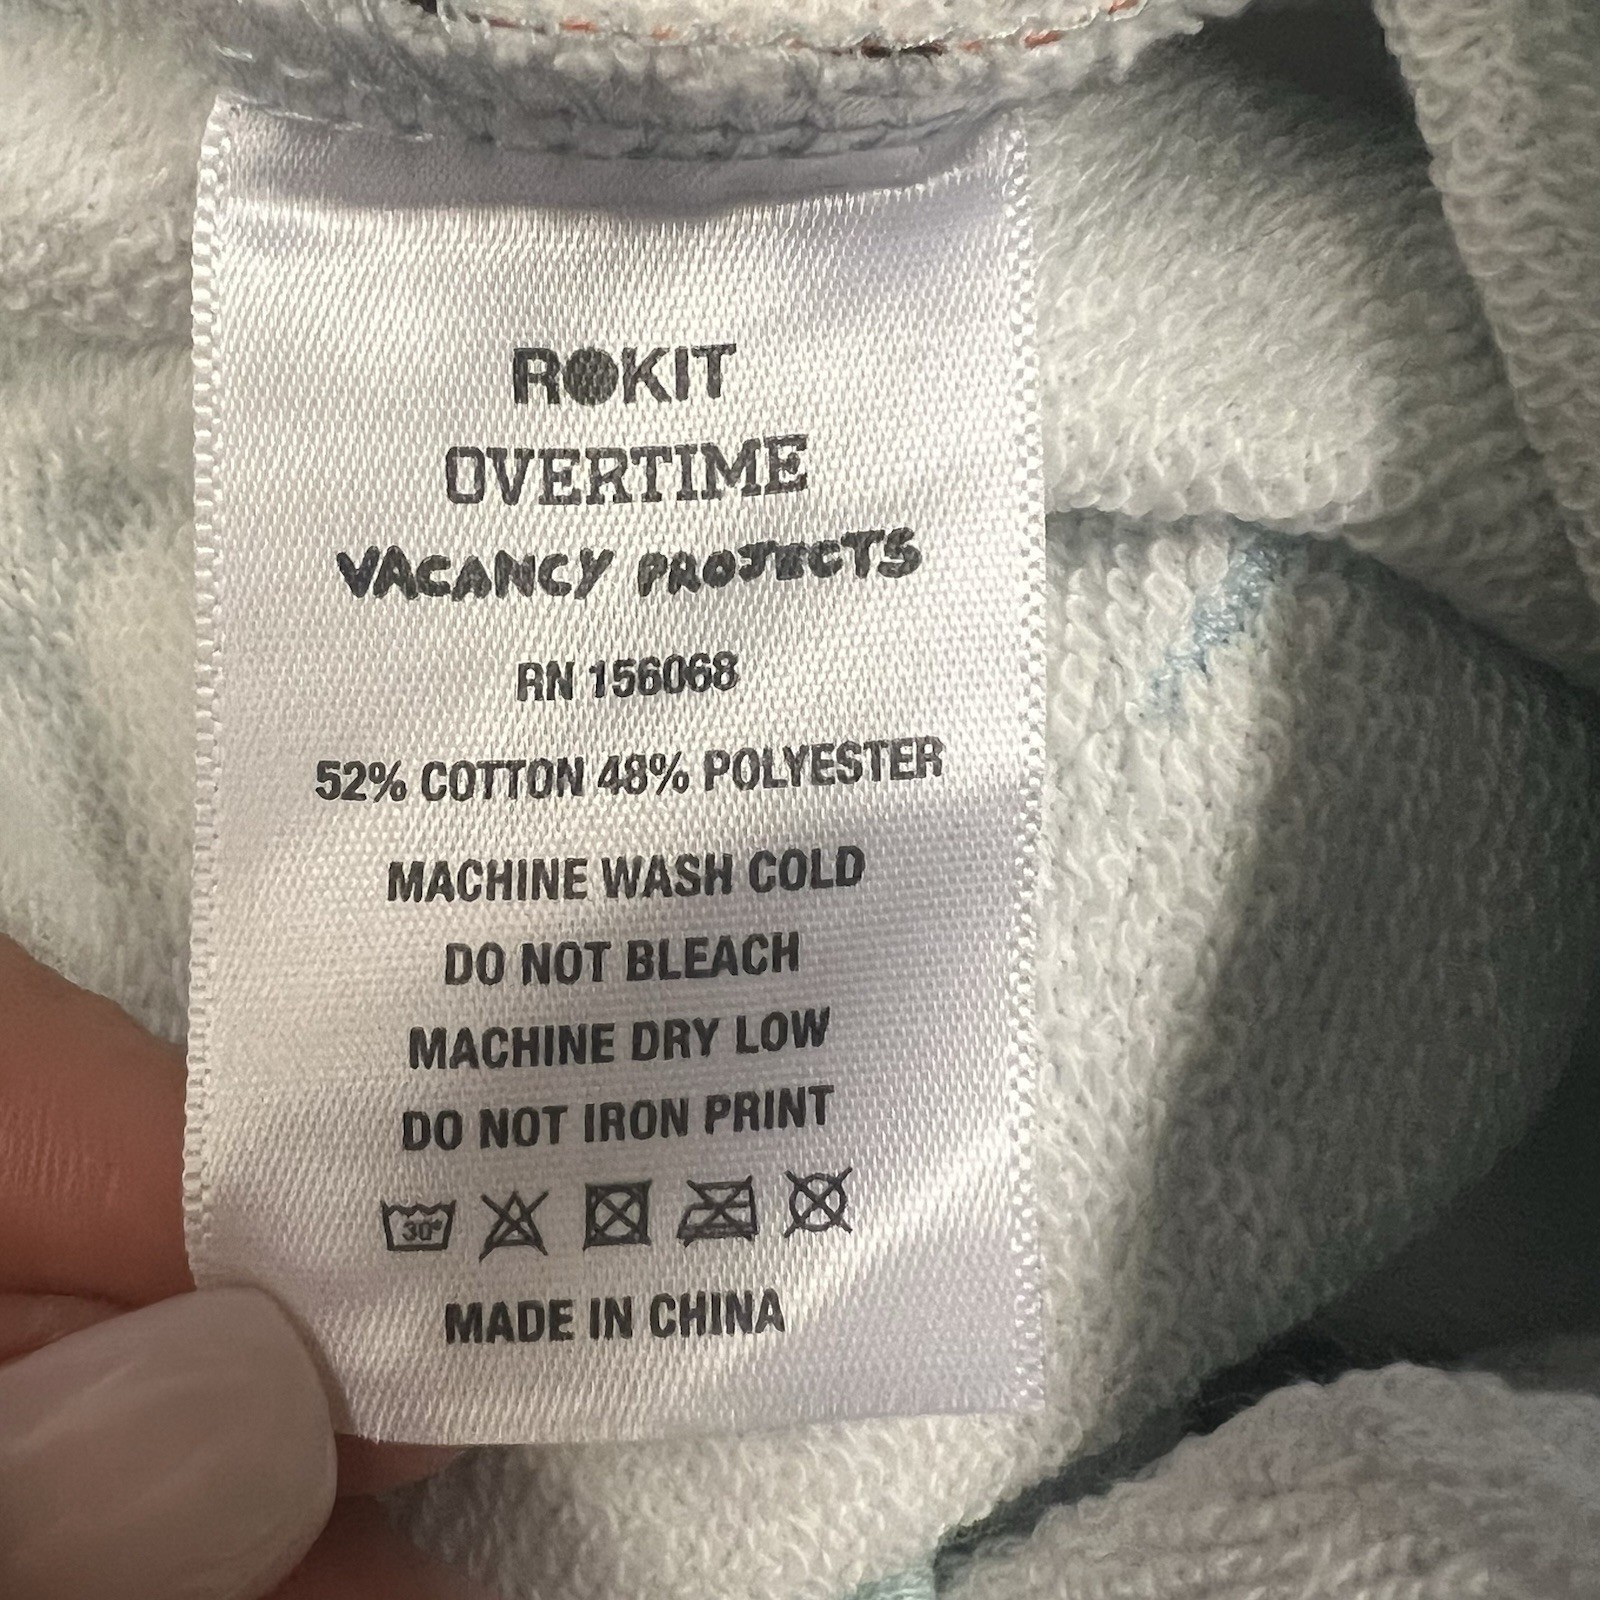 ROKIT
OVERTIME
VACANCY PROJECTS
RN 156068
52% COTTON 48% POLYESTER
MACHINE WASH COLD
DO NOT BLEACH
MACHINE DRY LOW
DO NOT IRON PRINT
30°
MADE IN CHINA